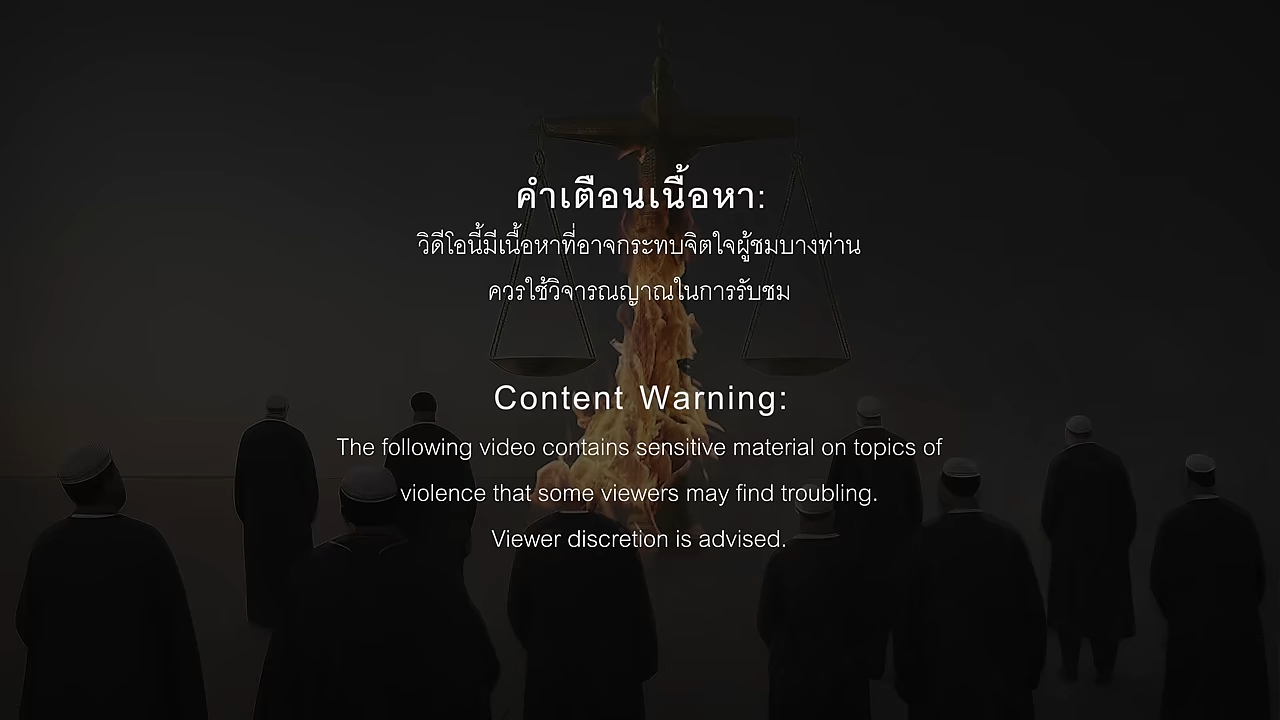 คำเตือนเนื้อหา:
วิดีโอนี้มีเนื้อหาที่อาจกระทบจิตใจผู้ชมบางท่าน
ควรใช้วิจารณญาณในการรับชม
Content Warning:
The following video contains sensitive material on topics of
violence that some viewers may find troubling.
Viewer discretion is advised.